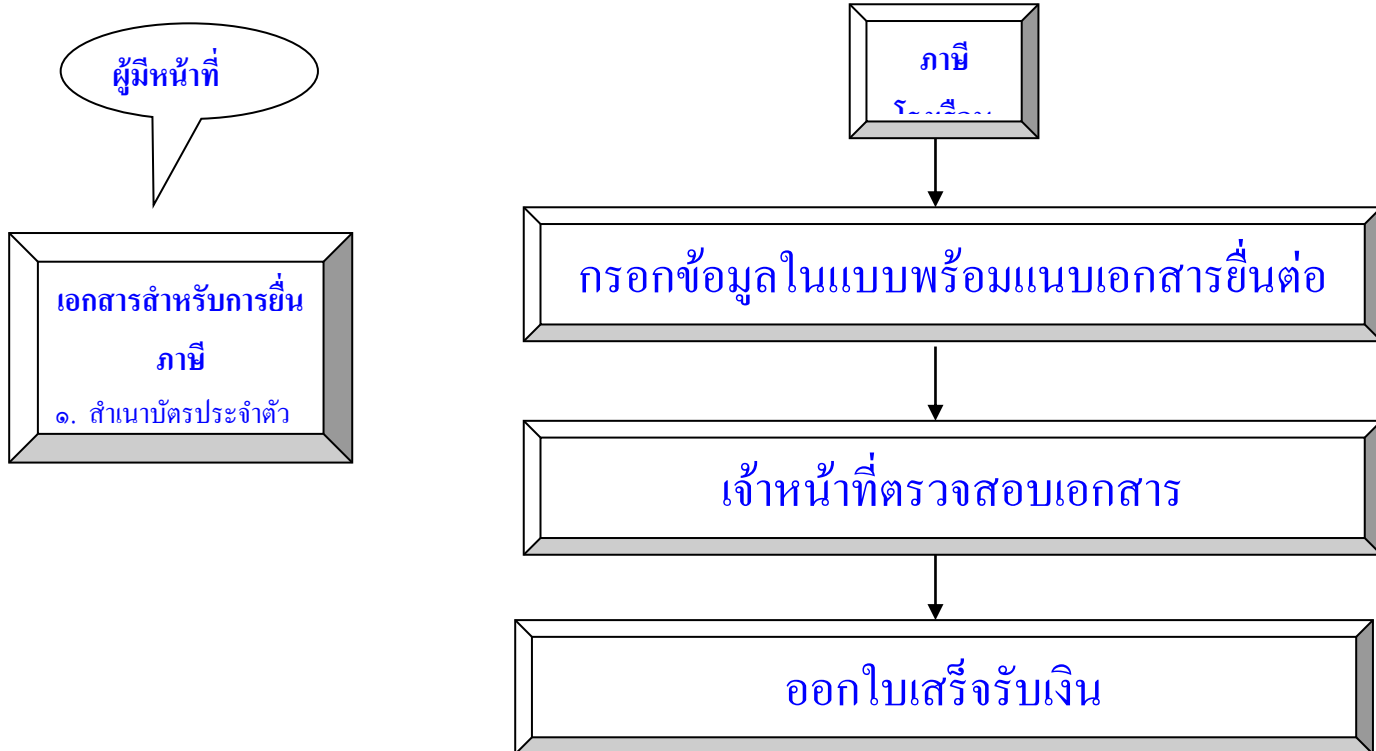 ผู้มีหน้าที่
ภาษี
เอกสารสำหรับการยื่น
ภาษี
๑. สำเนาบัตรประจำตัว
กรอกข้อมูลในแบบพร้อมแนบเอกสารยื่นต่อ
เจ้าหน้าที่ตรวจสอบเอกสาร
ออกใบเสร็จรับเงิน